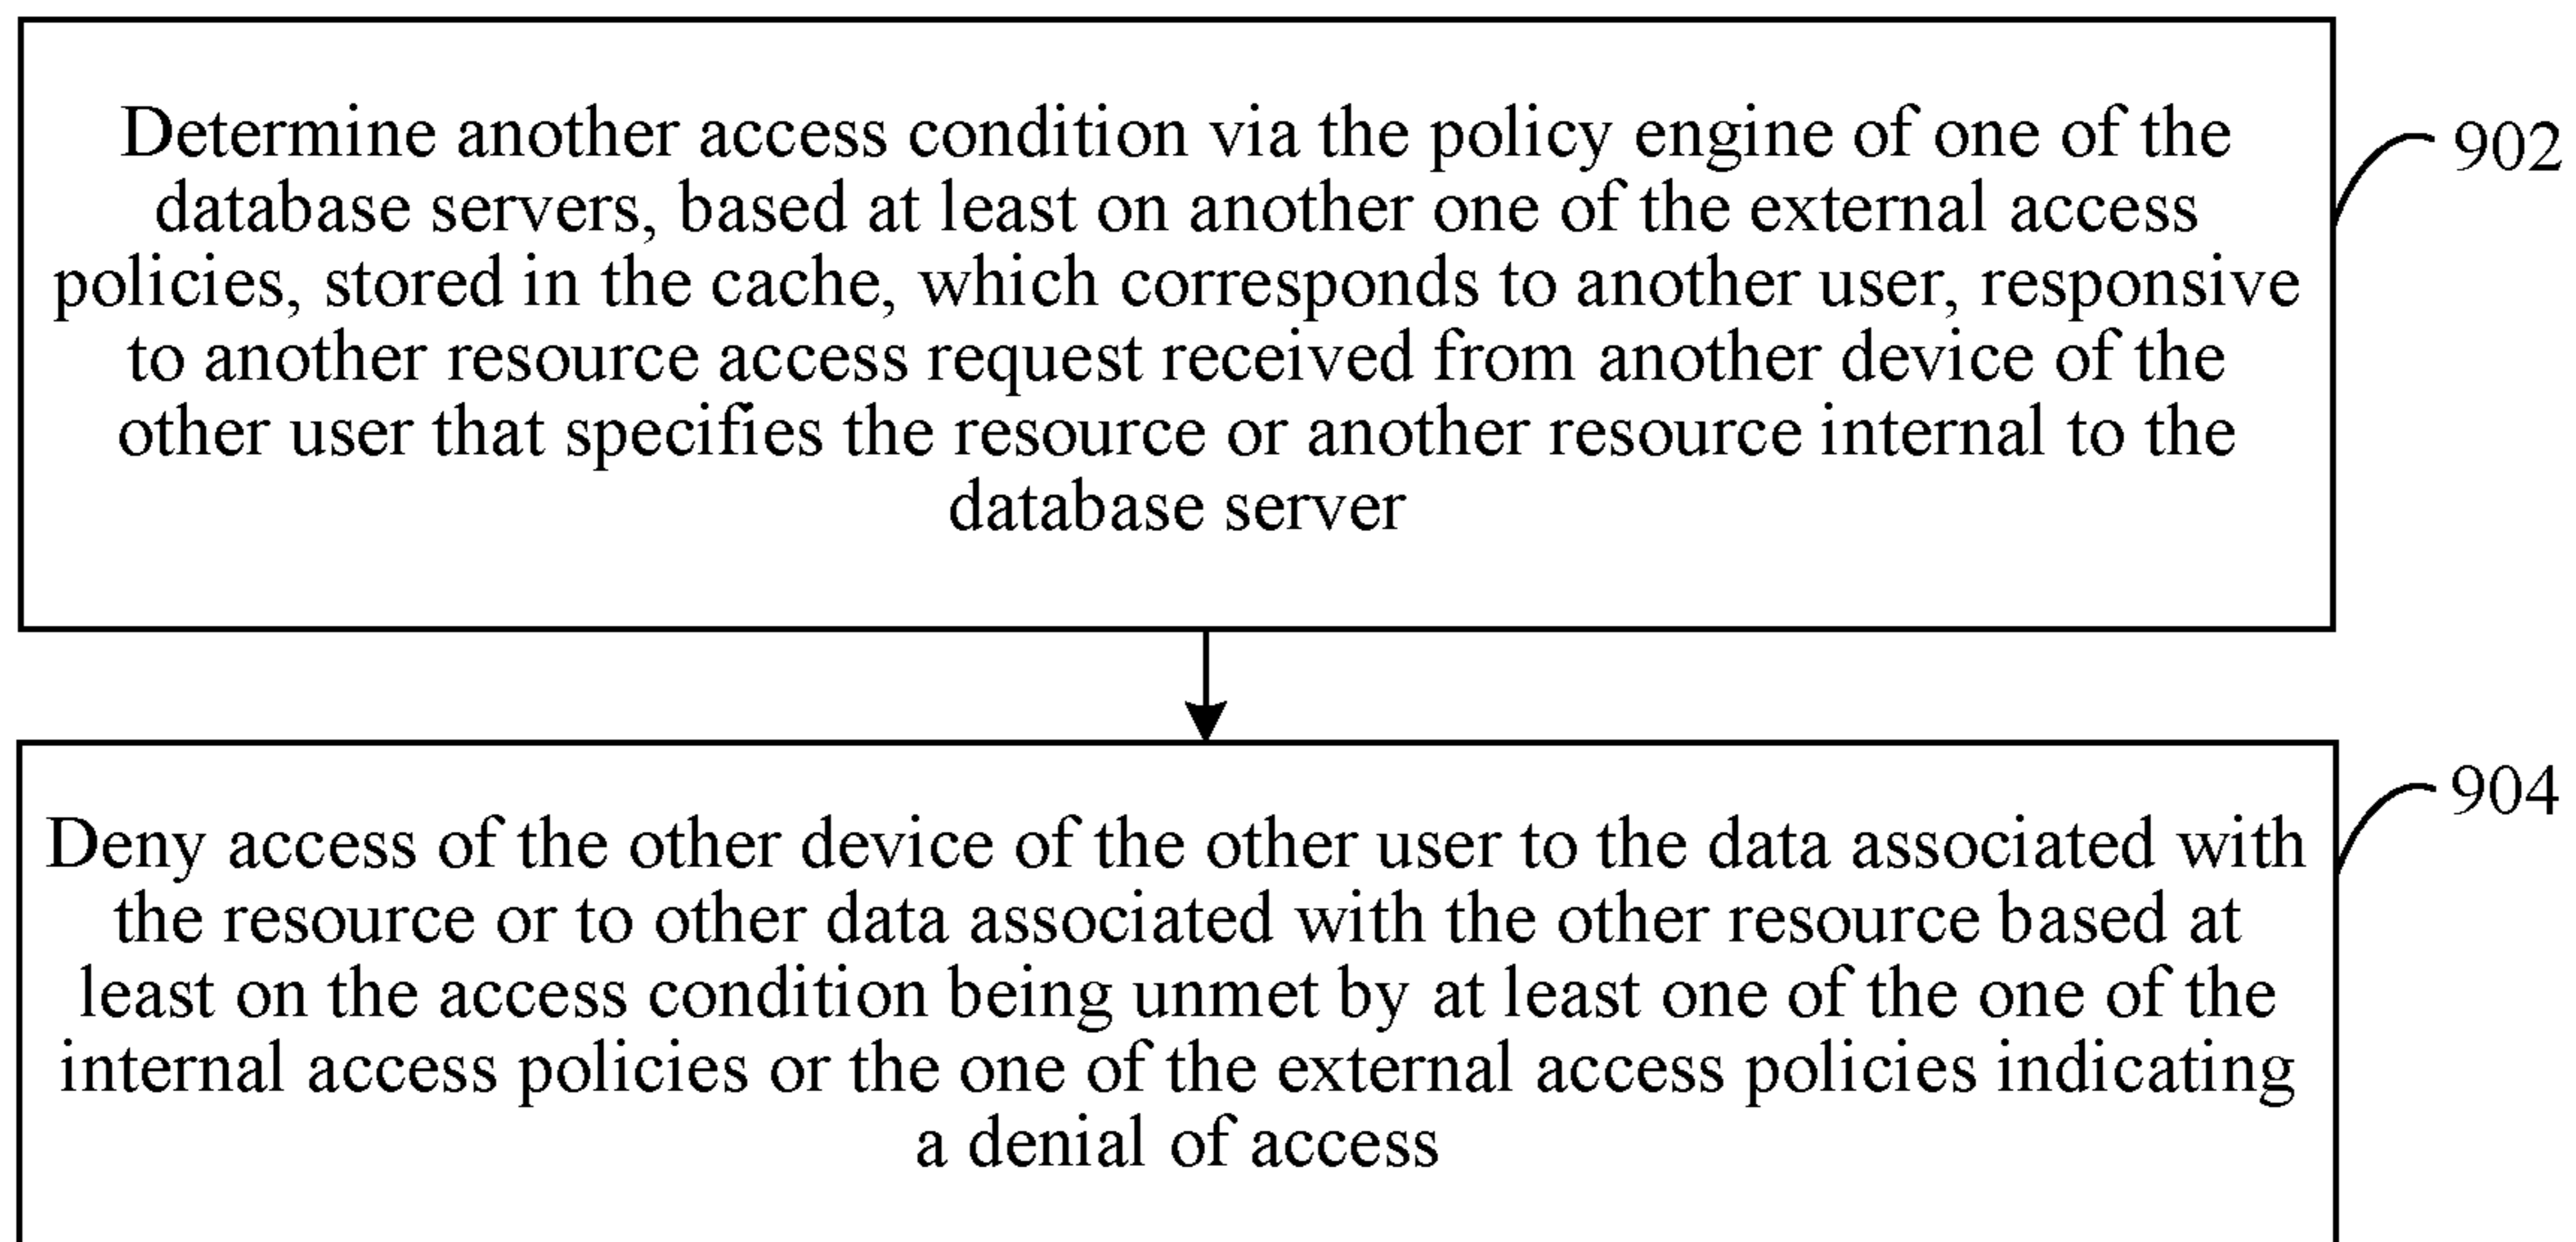 Determine another access condition via the policy engine of one of the
database servers, based at least on another one of the external access
policies, stored in the cache, which corresponds to another user, responsive
to another resource access request received from another device of the
other user that specifies the resource or another resource internal to the
database server
902
Deny access of the other device of the other user to the data associated with
the resource or to other data associated with the other resource based at
least on the access condition being unmet by at least one of the one of the
internal access policies or the one of the external access policies indicating
a denial of access
904